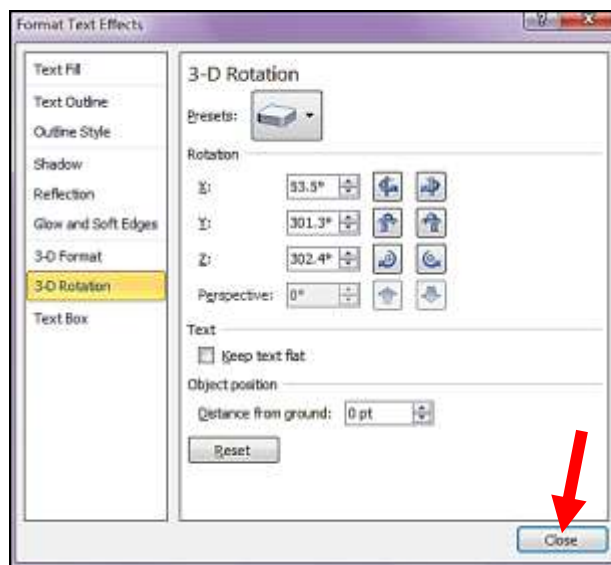 Format Text Effects
Text Fill
Text Outline
Outline Style
Shadow
Reflection
Glow and Soft Edges
3-D Format
3-D Rotation
Text Box
3-D Rotation
Presets:
Rotation
X: 53.5°
Y: 301.3°
Z: 302.4°
Perspective: 0°
Text
Keep text flat
Object position
Distance from ground: 0 pt
Reset
Close